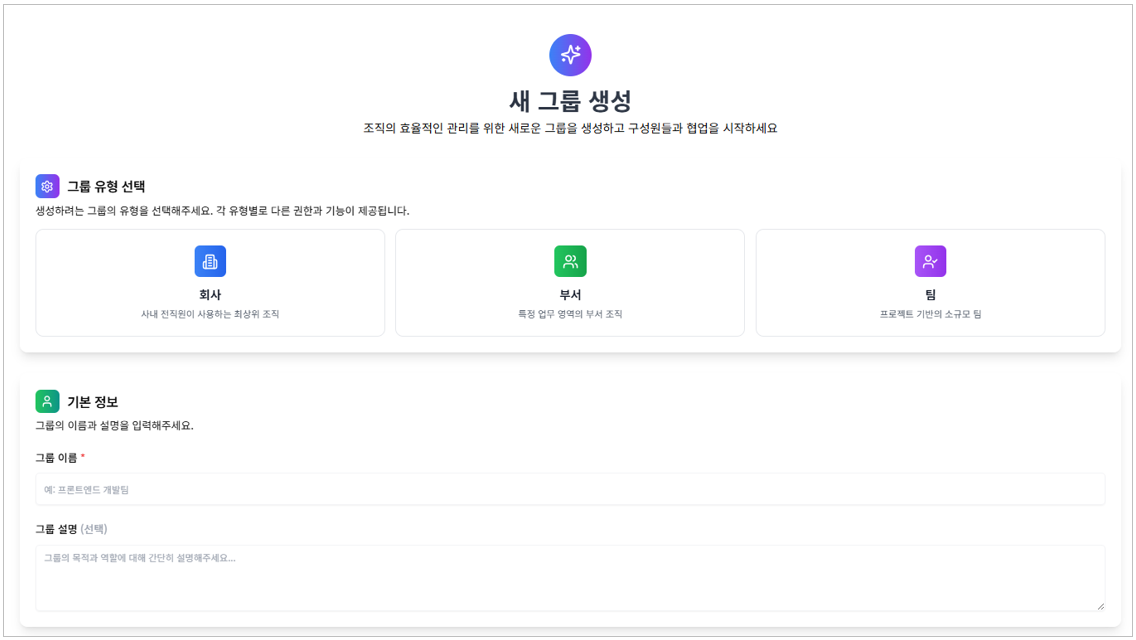 새 그룹 생성
조직의 효율적인 관리를 위한 새로운 그룹을 생성하고 구성원들과 협업을 시작하세요
그룹 유형 선택
생성하려는 그룹의 유형을 선택해주세요. 각 유형별로 다른 권한과 기능이 제공됩니다.
회사
사내 전직원이 사용하는 최상위 조직
부서
특정 업무 영역의 부서 조직
팀
프로젝트 기반의 소규모 팀
기본 정보
그룹의 이름과 설명을 입력해주세요.
그룹 이름 *
예: 프론트엔드 개발팀
그룹 설명 (선택)
그룹의 목적과 역할에 대해 간단히 설명해주세요...